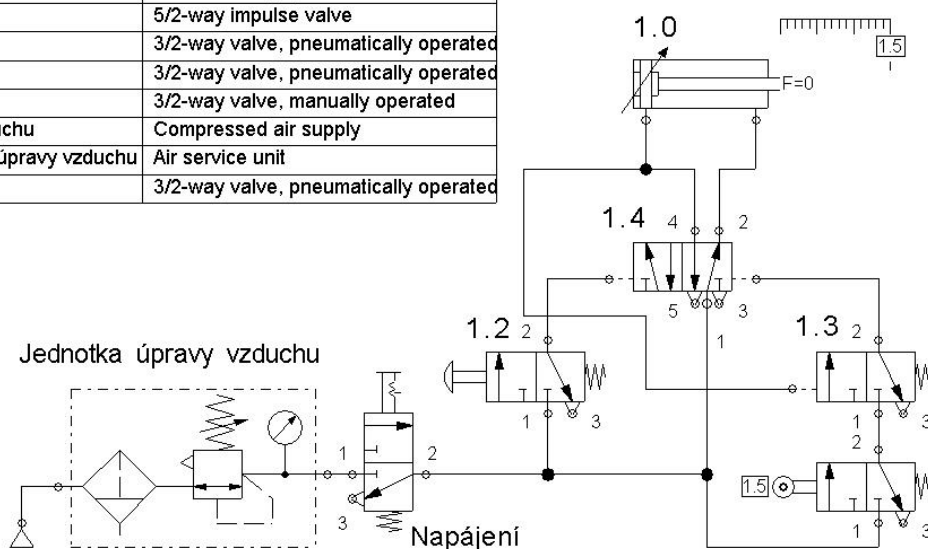 5/2-way impulse valve
3/2-way valve, pneumatically operated
3/2-way valve, pneumatically operated
3/2-way valve, manually operated
Compressed air supply
úpravy vzduchu Air service unit
3/2-way valve, pneumatically operated
1.0
1.5
F=0
1.4 4 2
5 3
1
1.2 2
1 3
1.3 2
1 3
2
1.5
1 3
Jednotka úpravy vzduchu
1 2
3
Napájení